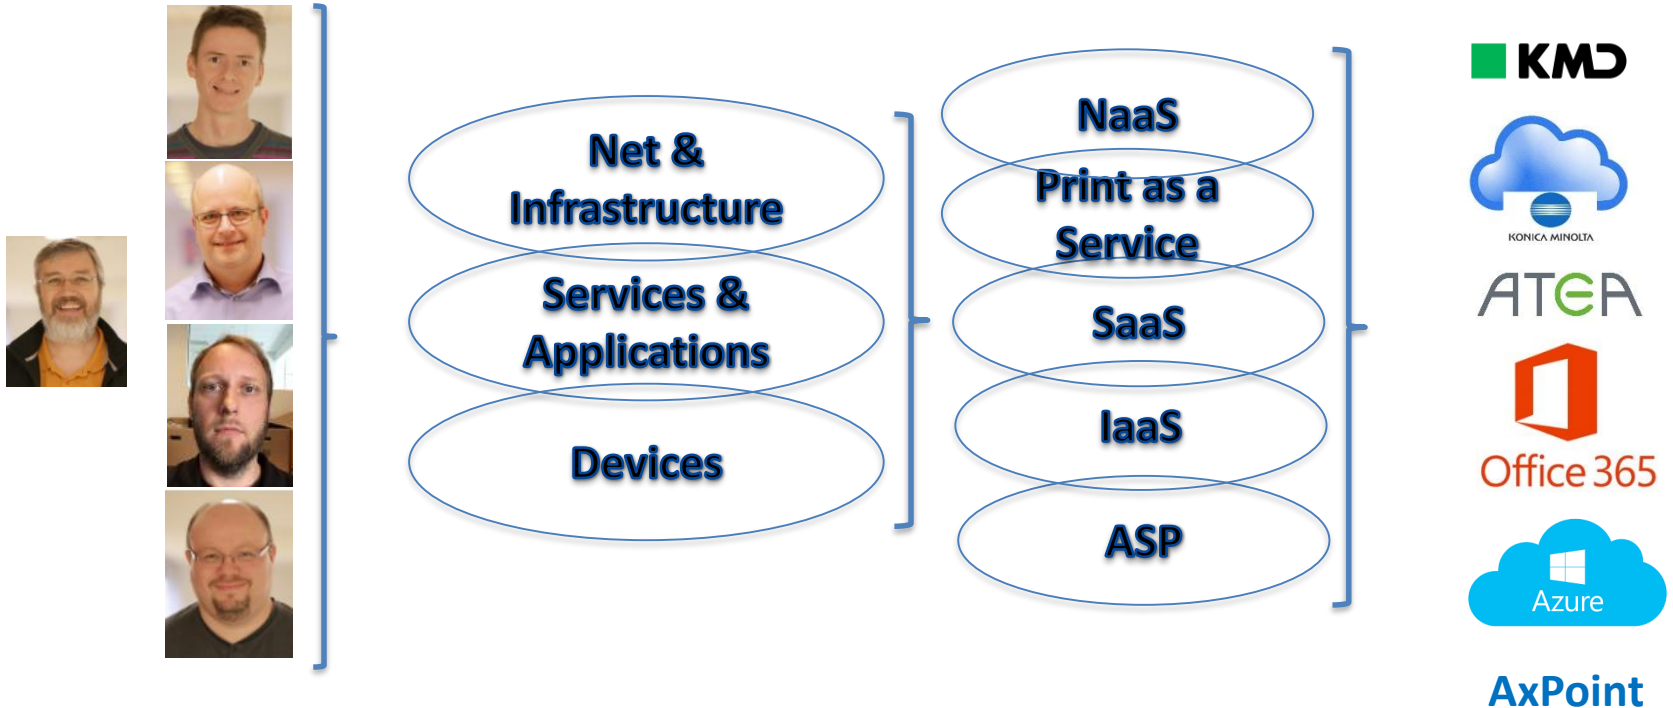 Net &
Infrastructure
Services &
Applications
Devices
NaaS
Print as a
Service
SaaS
IaaS
ASP
KMD
KONICA MINOLTA
ATEA
Office 365
Azure
AxPoint